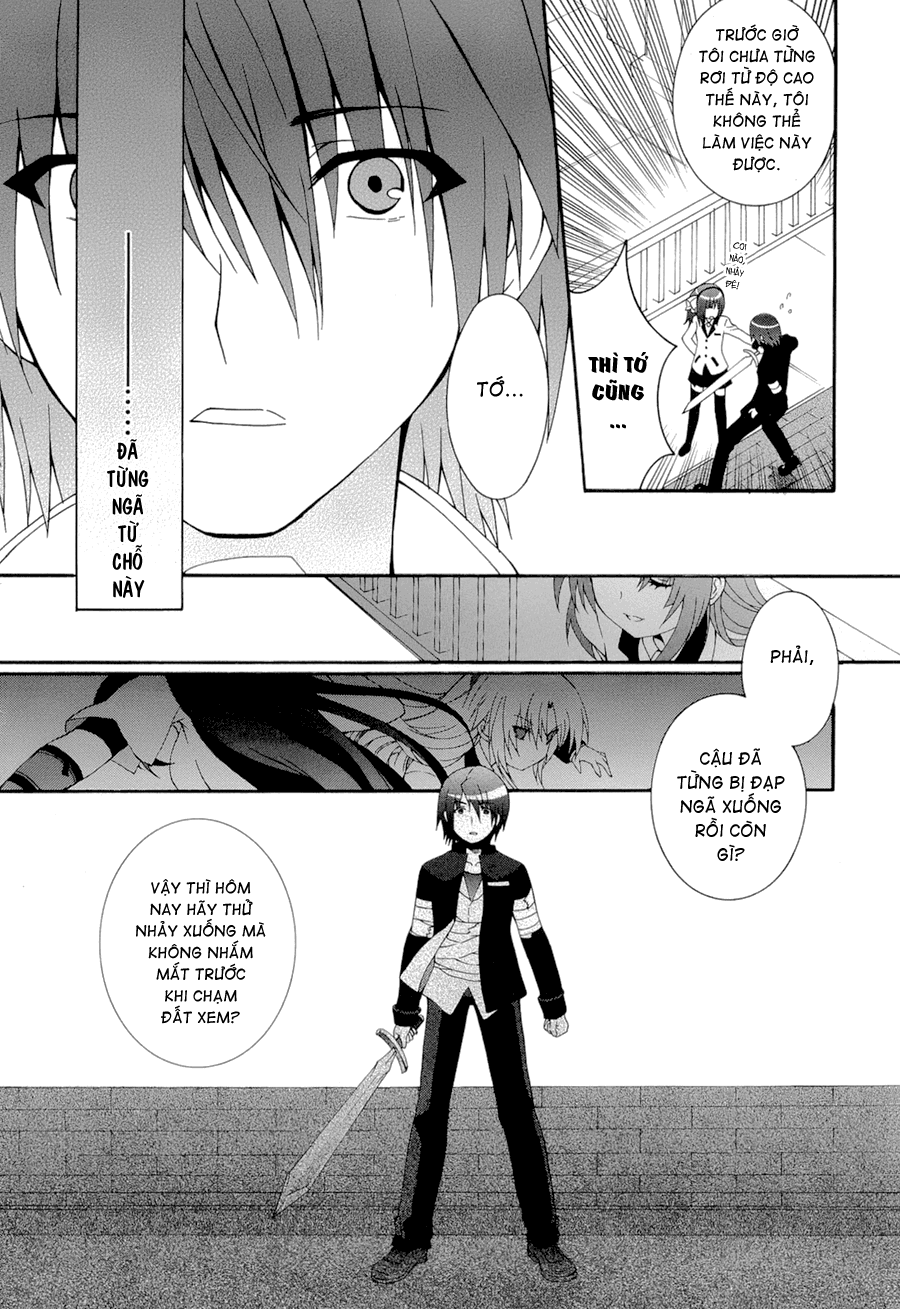 TRƯỚC GIỜ
TÔI CHƯA TỪNG
RƠI TỪ ĐỘ CAO
THẾ NÀY, TÔI
KHÔNG THỂ
LÀM VIỆC NÀY
ĐƯỢC.
COI
NÀO,
NHẢY
ĐÊ!
THÌ TỚ
CŨNG
...
TỚ...
ĐÃ
TỪNG
NGÃ
TỪ
CHỖ
NÀY
PHẢI,
CẬU ĐÃ
TỪNG BỊ ĐẠP
NGÃ XUỐNG
RỒI CÒN
GÌ?
VẬY THÌ HÔM
NAY HÃY THỬ
NHẢY XUỐNG MÀ
KHÔNG NHẮM
MẮT TRƯỚC
KHI CHẠM
ĐẤT XEM?